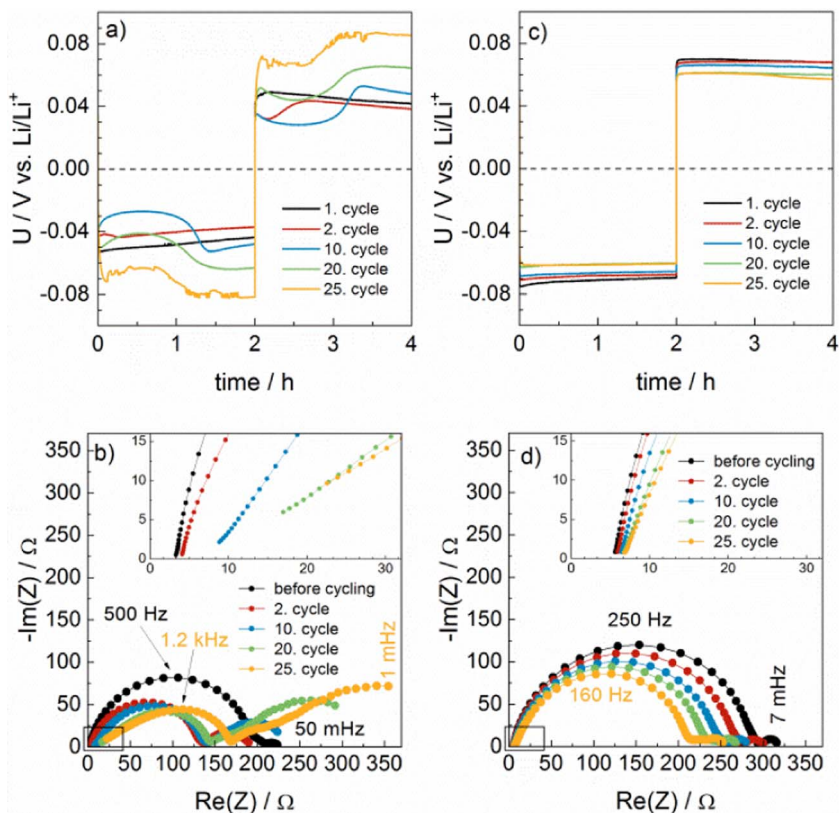 a)
U / V vs. Li/Li⁺
0.08
0.04
0.00
-0.04
-0.08
1. cycle
2. cycle
10. cycle
20. cycle
25. cycle
0 1 2 3 4
time / h
c)
U / V vs. Li/Li⁺
0.08
0.04
0.00
-0.04
-0.08
1. cycle
2. cycle
10. cycle
20. cycle
25. cycle
0 1 2 3 4
time / h
b)
-Im(Z) / Ω
350
300
250
200
150
100
50
0
15
10
5
0
0 10 20 30
before cycling
2. cycle
10. cycle
20. cycle
25. cycle
500 Hz
1.2 kHz
50 mHz
1 mHz
0 50 100 150 200 250 300 350
Re(Z) / Ω
d)
-Im(Z) / Ω
350
300
250
200
150
100
50
0
15
10
5
0
0 10 20 30
before cycling
2. cycle
10. cycle
20. cycle
25. cycle
250 Hz
160 Hz
7 mHz
0 50 100 150 200 250 300 350
Re(Z) / Ω